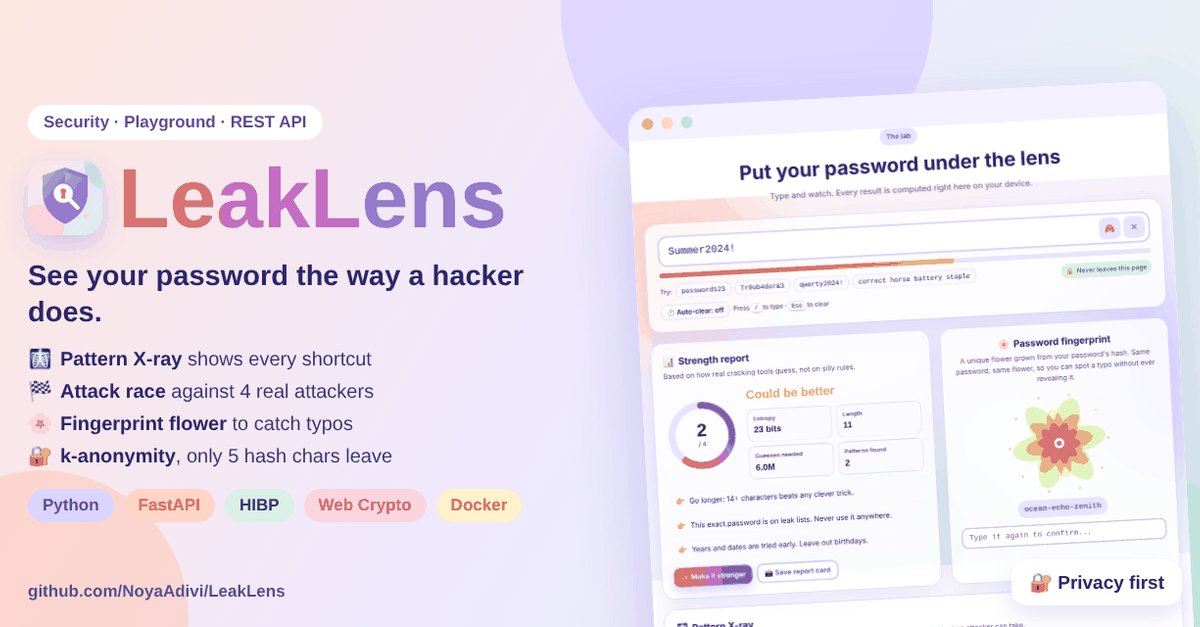 Security · Playground · REST API
LeakLens
See your password the way a hacker
does.
Pattern X-ray shows every shortcut
Attack race against 4 real attackers
Fingerprint flower to catch typos
k-anonymity, only 5 hash chars leave
Python
FastAPI
HIBP
Web Crypto
Docker
github.com/NoyaAdivi/LeakLens
The lab
Put your password under the lens
Type and watch. Every result is computed right here on your device.
Summer2024!
Try: password123 Tr0ub4dor&3 qwerty2024! correct horse battery staple
Never leaves this page
Auto-clear: off Press / to type · Esc to clear
Strength report
Based on how real cracking tools guess, not on silly rules.
Could be better
2
/ 4
Entropy
23 bits
Length
11
Guesses needed
6.0M
Patterns found
2
Go longer: 14+ characters beats any clever trick.
This exact password is on leak lists. Never use it anywhere.
Years and dates are tried early. Leave out birthdays.
Make it stronger
Save report card
Password fingerprint
A unique flower grown from your password's hash. Same
password, same flower, so you can spot a typo without ever
revealing it.
ocean-echo-zenith
Type it again to confirm...
Privacy first
Pattern X-ray
attacker can take.